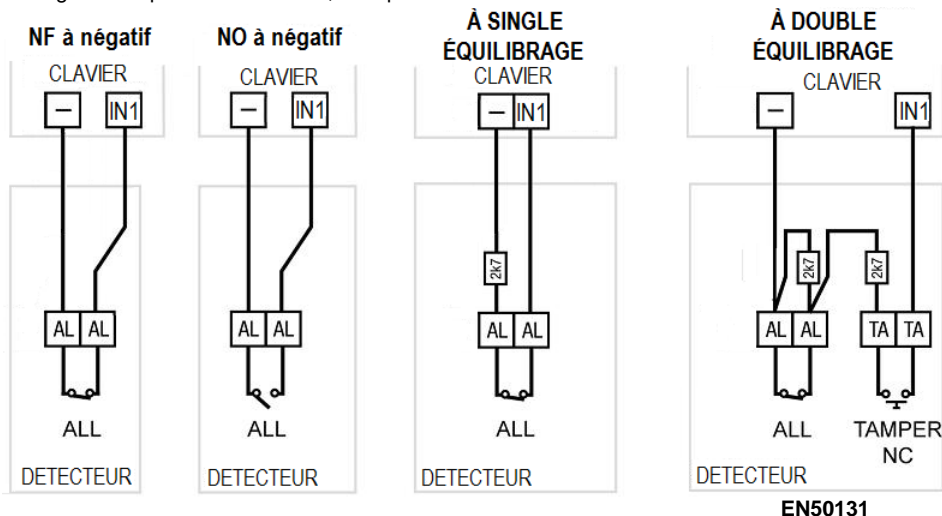 NF à négatif
CLAVIER
– IN1
AL AL
ALL
DETECTEUR
NO à négatif
CLAVIER
– IN1
AL AL
ALL
DETECTEUR
À SINGLE
ÉQUILIBRAGE
CLAVIER
– IN1
2k7
AL AL
ALL
DETECTEUR
À DOUBLE
ÉQUILIBRAGE
CLAVIER
– IN1
2k7 2k7
AL AL TA TA
ALL TAMPER
NC
DETECTEUR
EN50131